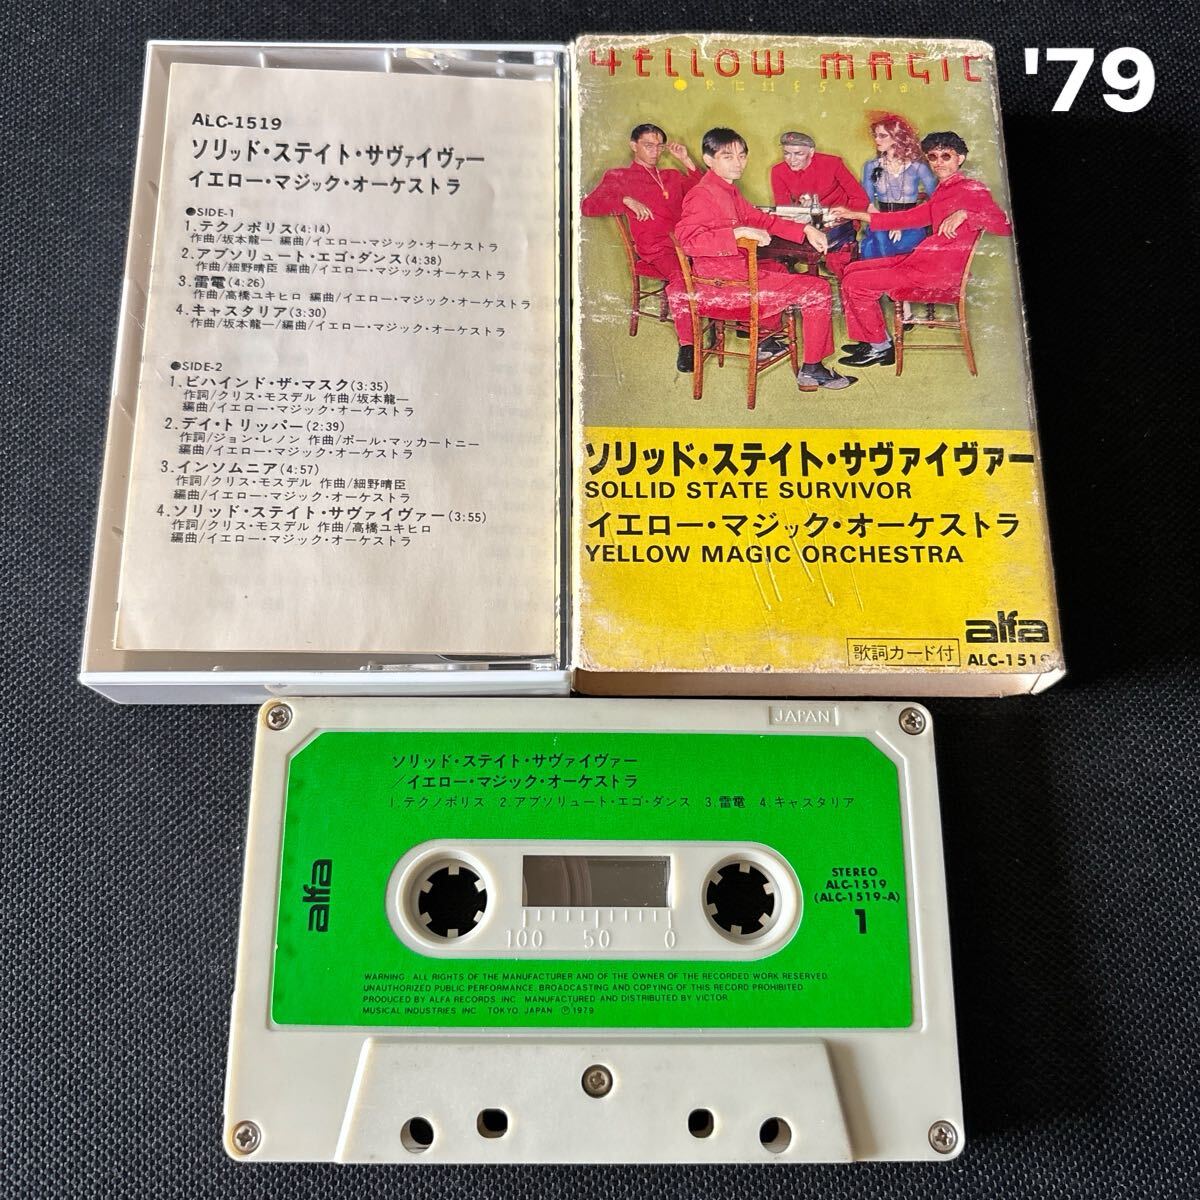 '79
ALC-1519
ソリッド・ステイト・サヴァイヴァー
イエロー・マジック・オーケストラ
●SIDE-1
1.テクノポリス(4:14)
作曲/坂本龍一 編曲/イエロー・マジック・オーケストラ
2.アブソリュート・エゴ・ダンス(4:38)
作曲/細野晴臣 編曲/イエロー・マジック・オーケストラ
3.雷電(4:26)
作曲/高橋ユキヒロ 編曲/イエロー・マジック・オーケストラ
4.キャスタリア(3:30)
作曲/坂本龍一/編曲/イエロー・マジック・オーケストラ
●SIDE-2
1.ビハインド・ザ・マスク(3:35)
作詞/クリス・モスデル 作曲/坂本龍一
編曲/イエロー・マジック・オーケストラ
2.デイ・トリッパー(2:39)
作詞/ジョン・レノン 作曲/ポール・マッカートニー
編曲/イエロー・マジック・オーケストラ
3.インソムニア(4:57)
作詞/クリス・モスデル 作曲/細野晴臣
編曲/イエロー・マジック・オーケストラ
4.ソリッド・ステイト・サヴァイヴァー(3:55)
作詞/クリス・モスデル 作曲/高橋ユキヒロ
編曲/イエロー・マジック・オーケストラ
YELLOW MAGIC
ORCHESTRA
ソリッド・ステイト・サヴァイヴァー
SOLLID STATE SURVIVOR
イエロー・マジック・オーケストラ
YELLOW MAGIC ORCHESTRA
alfa
歌詞カード付
ALC-1519
JAPAN
ソリッド・ステイト・サヴァイヴァー
/イエロー・マジック・オーケストラ
1.テクノポリス 2.アブソリュート・エゴ・ダンス 3.雷電 4.キャスタリア
alfa
STEREO
ALC-1519
(ALC-1519-A)
1
100 50 0
WARNING: ALL RIGHTS OF THE MANUFACTURER AND OF THE OWNER OF THE RECORDED WORK RESERVED.
UNAUTHORIZED PUBLIC PERFORMANCE, BROADCASTING AND COPYING OF THIS RECORD PROHIBITED.
PRODUCED BY ALFA RECORDS, INC. MANUFACTURED AND DISTRIBUTED BY VICTOR
MUSICAL INDUSTRIES, INC. TOKYO, JAPAN ℗1979